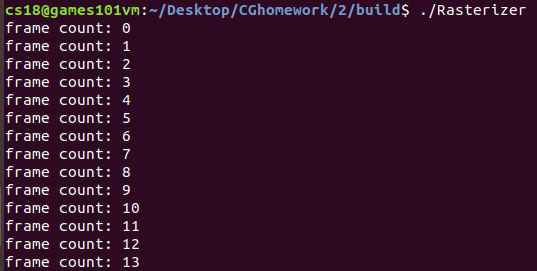 cs18@games101vm:~/Desktop/CGhomework/2/build$ ./Rasterizer
frame count: 0
frame count: 1
frame count: 2
frame count: 3
frame count: 4
frame count: 5
frame count: 6
frame count: 7
frame count: 8
frame count: 9
frame count: 10
frame count: 11
frame count: 12
frame count: 13